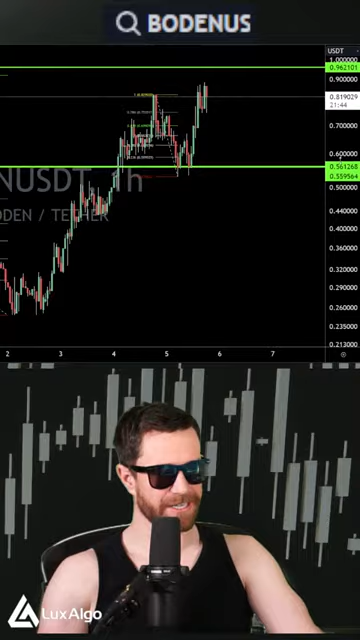 BODENUS
USDT
1.000000
0.962101
0.900000
0.819029
21:44
0.700000
0.600000
0.561268
0.559564
0.500000
0.440000
0.400000
0.360000
0.320000
0.290000
0.260000
0.235000
0.213000
NUSDT
h
ODEN / TETHER
2 3 4 5 6 7
LuxAlgo